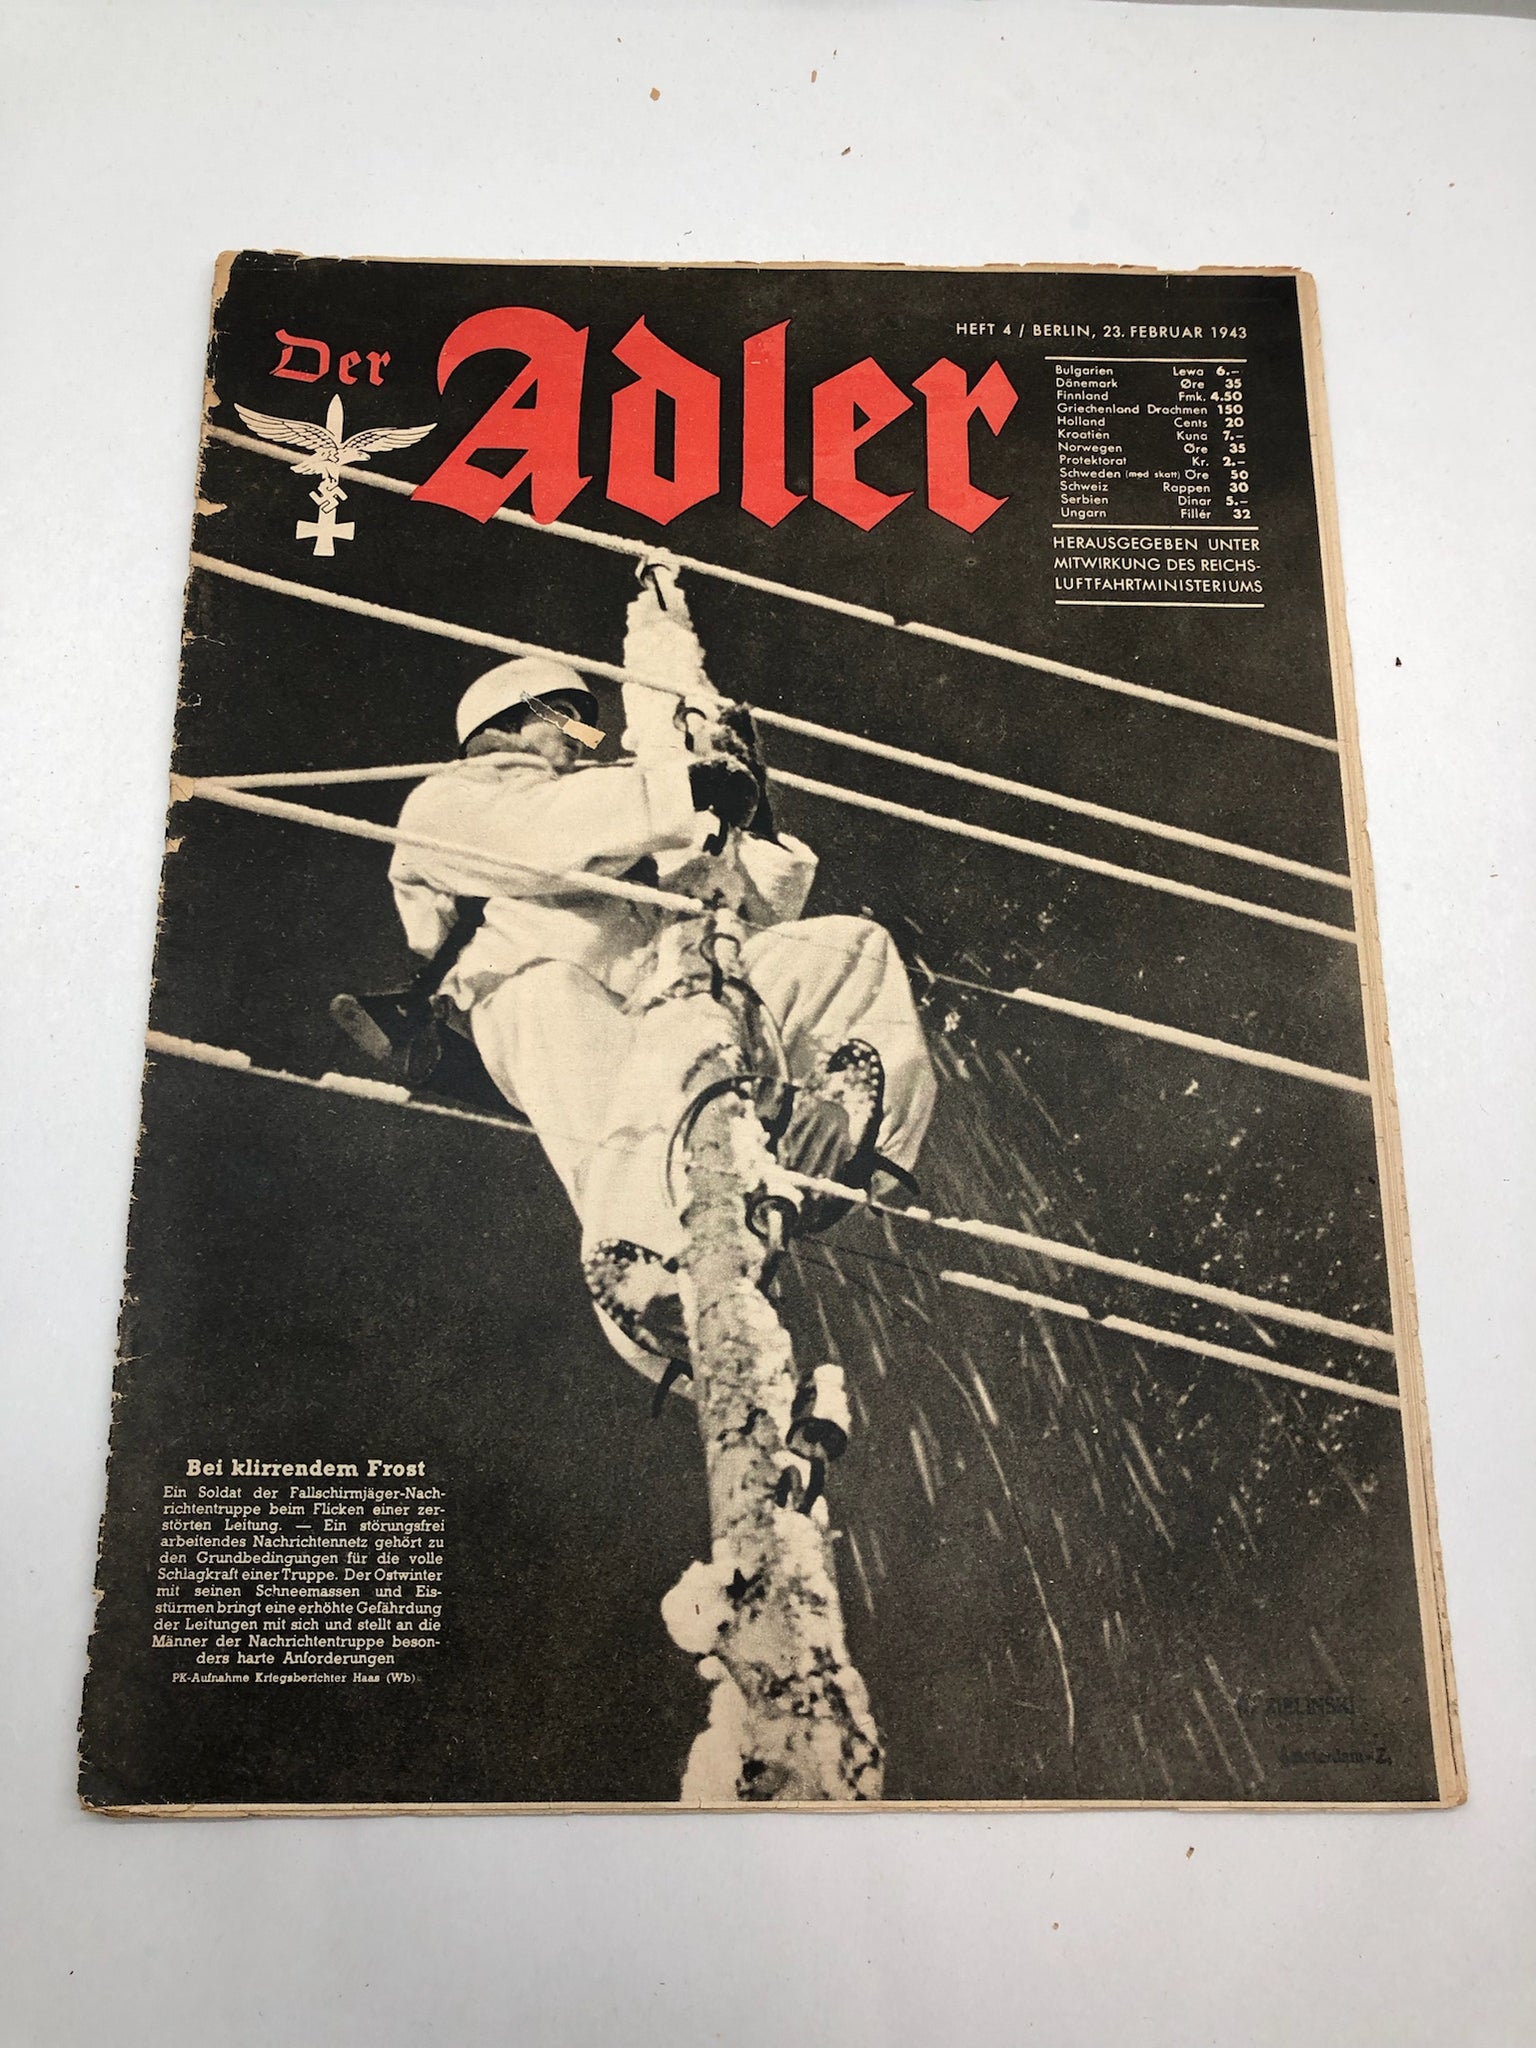 Der Adler
HEFT 4 / BERLIN, 23. FEBRUAR 1943
Bulgarien Lewa 6.–
Dänemark Øre 35
Finnland Fmk. 4.50
Griechenland Drachmen 150
Holland Cents 20
Kroatien Kuna 7.–
Norwegen Øre 35
Protektorat Kr. 2.–
Schweden (med skatt) Öre 50
Schweiz Rappen 30
Serbien Dinar 5.–
Ungarn Fillér 32
HERAUSGEGEBEN UNTER
MITWIRKUNG DES REICHS-
LUFTFAHRTMINISTERIUMS
Bei klirrendem Frost
Ein Soldat der Fallschirmjäger-Nach-
richtentruppe beim Flicken einer zer-
störten Leitung. — Ein störungsfrei
arbeitendes Nachrichtennetz gehört zu
den Grundbedingungen für die volle
Schlagkraft einer Truppe. Der Ostwinter
mit seinen Schneemassen und Eis-
stürmen bringt eine erhöhte Gefährdung
der Leitungen mit sich und stellt an die
Männer der Nachrichtentruppe beson-
ders harte Anforderungen
PK-Aufnahme Kriegsberichter Haas (Wb)
ZIELINSKI
Amsterdam-Z.